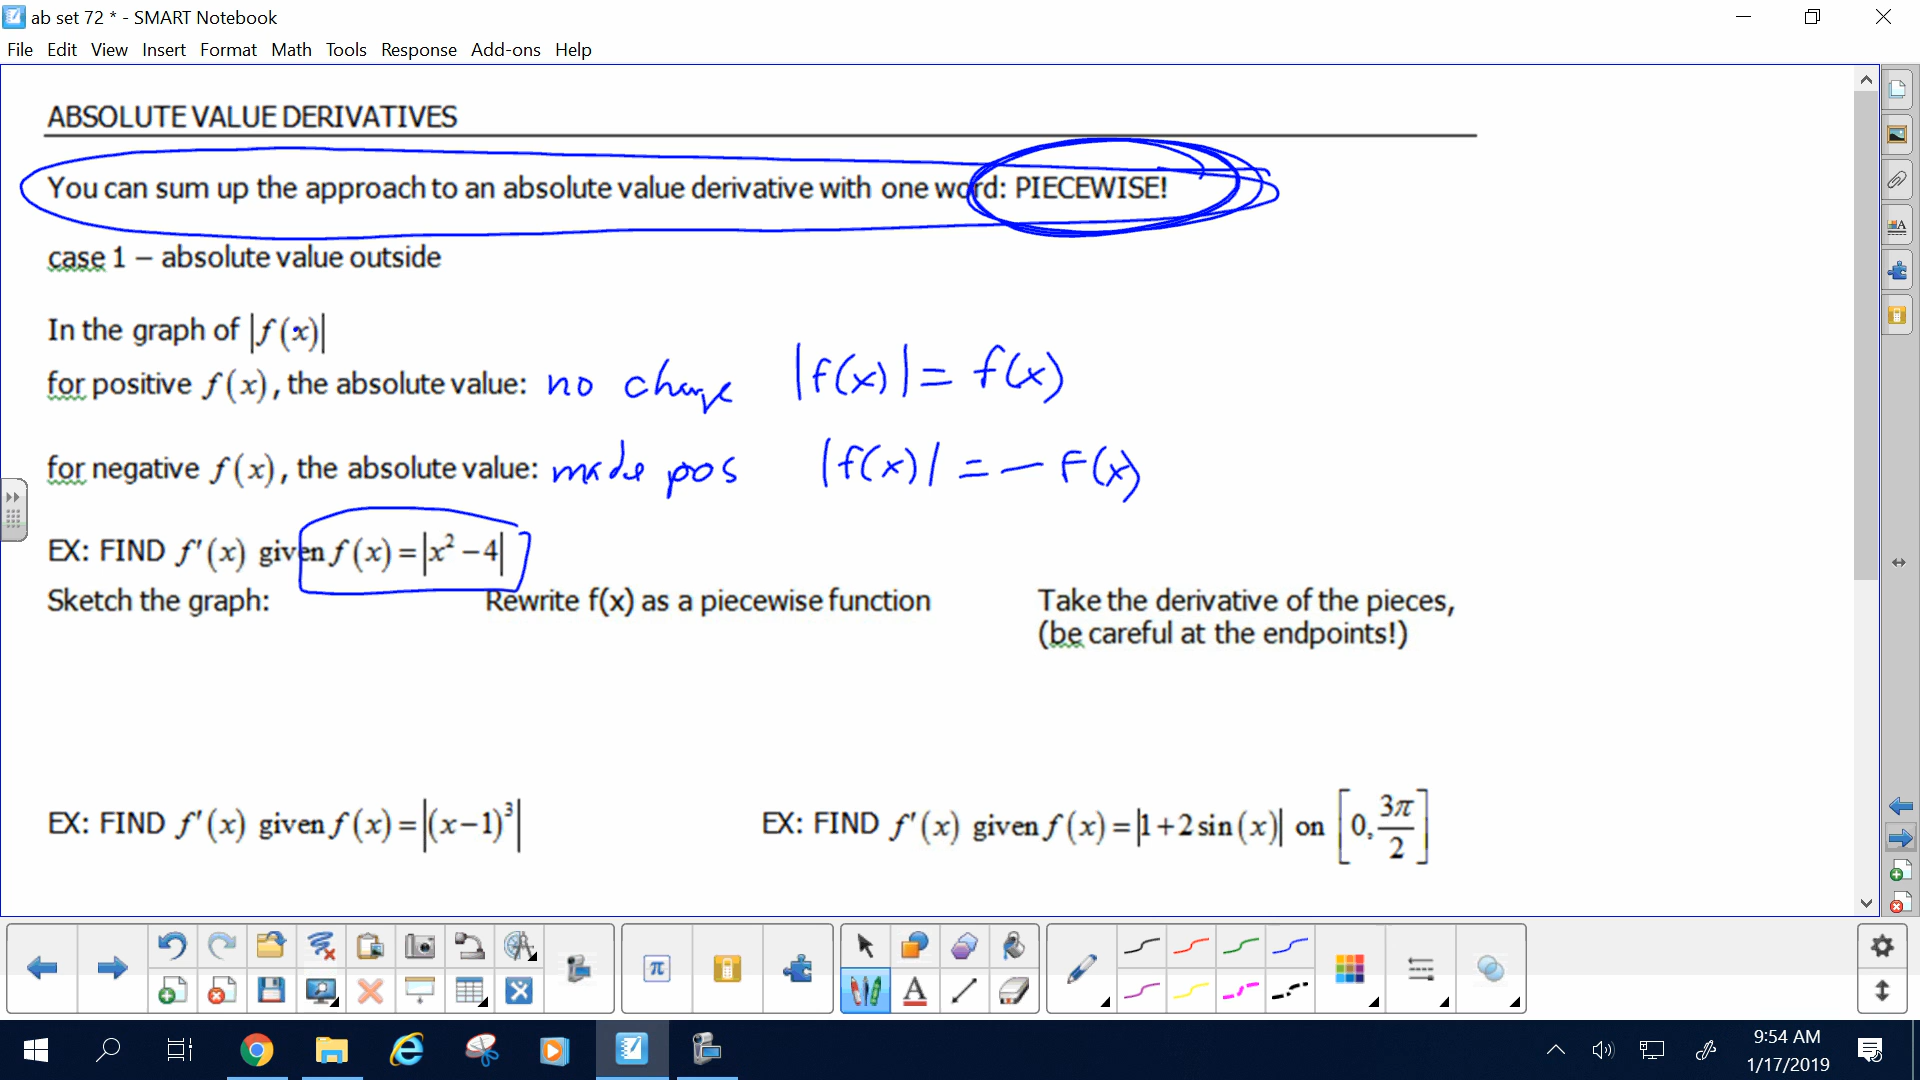 ab set 72 * - SMART Notebook
File Edit View Insert Format Math Tools Response Add-ons Help
ABSOLUTE VALUE DERIVATIVES
You can sum up the approach to an absolute value derivative with one word: PIECEWISE!
case 1 – absolute value outside
In the graph of |f(x)|
for positive f(x), the absolute value: no change |f(x)| = f(x)
for negative f(x), the absolute value: made pos |f(x)| = – F(x)
EX: FIND f′(x) given f(x) = |x² – 4|
Sketch the graph: Rewrite f(x) as a piecewise function Take the derivative of the pieces,
(be careful at the endpoints!)
EX: FIND f′(x) given f(x) = |(x–1)³| EX: FIND f′(x) given f(x) = |1+2sin(x)| on [0, 3π/2]
π
A
9:54 AM
1/17/2019